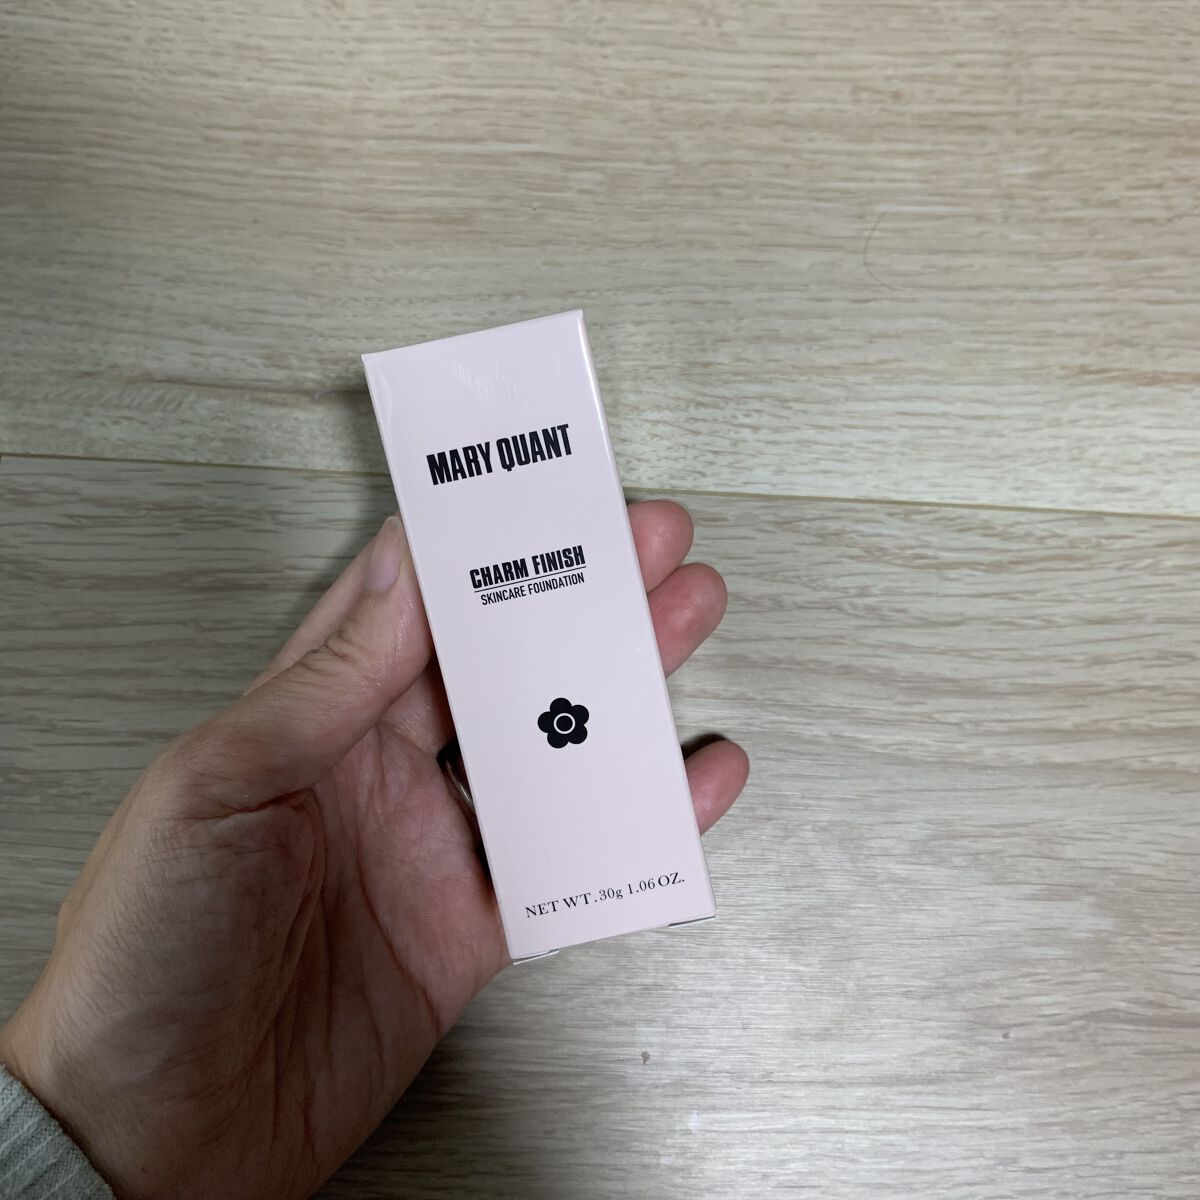 MARY QUANT
CHARM FINISH
SKINCARE FOUNDATION
NET WT.30g 1.06 OZ.